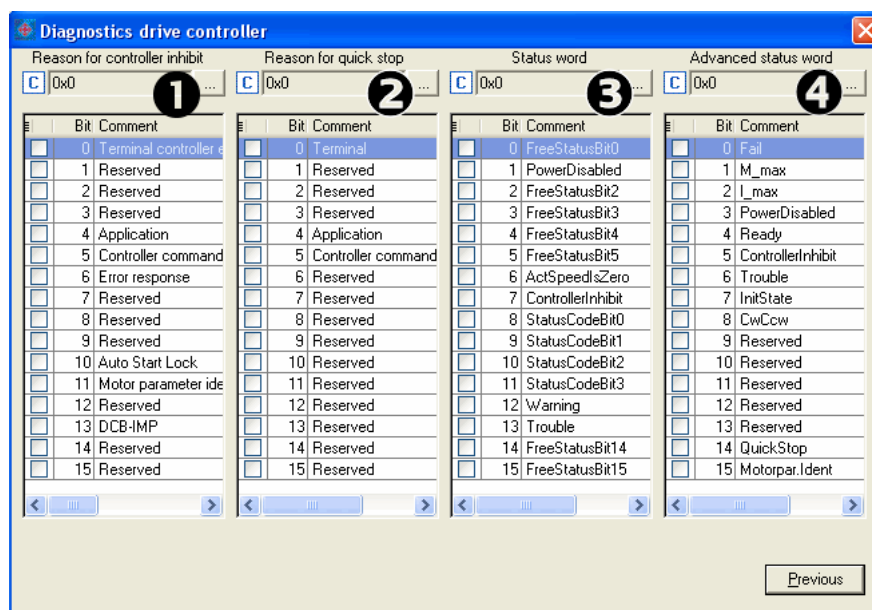 Diagnostics drive controller
Reason for controller inhibit Reason for quick stop Status word Advanced status word
C 0x0 1 ... C 0x0 2 ... C 0x0 3 ... C 0x0 4 ...
Bit Comment Bit Comment Bit Comment Bit Comment
0 Terminal controller e 0 Terminal 0 FreeStatusBit0 0 Fail
1 Reserved 1 Reserved 1 PowerDisabled 1 M_max
2 Reserved 2 Reserved 2 FreeStatusBit2 2 I_max
3 Reserved 3 Reserved 3 FreeStatusBit3 3 PowerDisabled
4 Application 4 Application 4 FreeStatusBit4 4 Ready
5 Controller command 5 Controller command 5 FreeStatusBit5 5 ControllerInhibit
6 Error response 6 Reserved 6 ActSpeedIsZero 6 Trouble
7 Reserved 7 Reserved 7 ControllerInhibit 7 InitState
8 Reserved 8 Reserved 8 StatusCodeBit0 8 CwCcw
9 Reserved 9 Reserved 9 StatusCodeBit1 9 Reserved
10 Auto Start Lock 10 Reserved 10 StatusCodeBit2 10 Reserved
11 Motor parameter ide 11 Reserved 11 StatusCodeBit3 11 Reserved
12 Reserved 12 Reserved 12 Warning 12 Reserved
13 DCB-IMP 13 Reserved 13 Trouble 13 Reserved
14 Reserved 14 Reserved 14 FreeStatusBit14 14 QuickStop
15 Reserved 15 Reserved 15 FreeStatusBit15 15 Motorpar.Ident
Previous